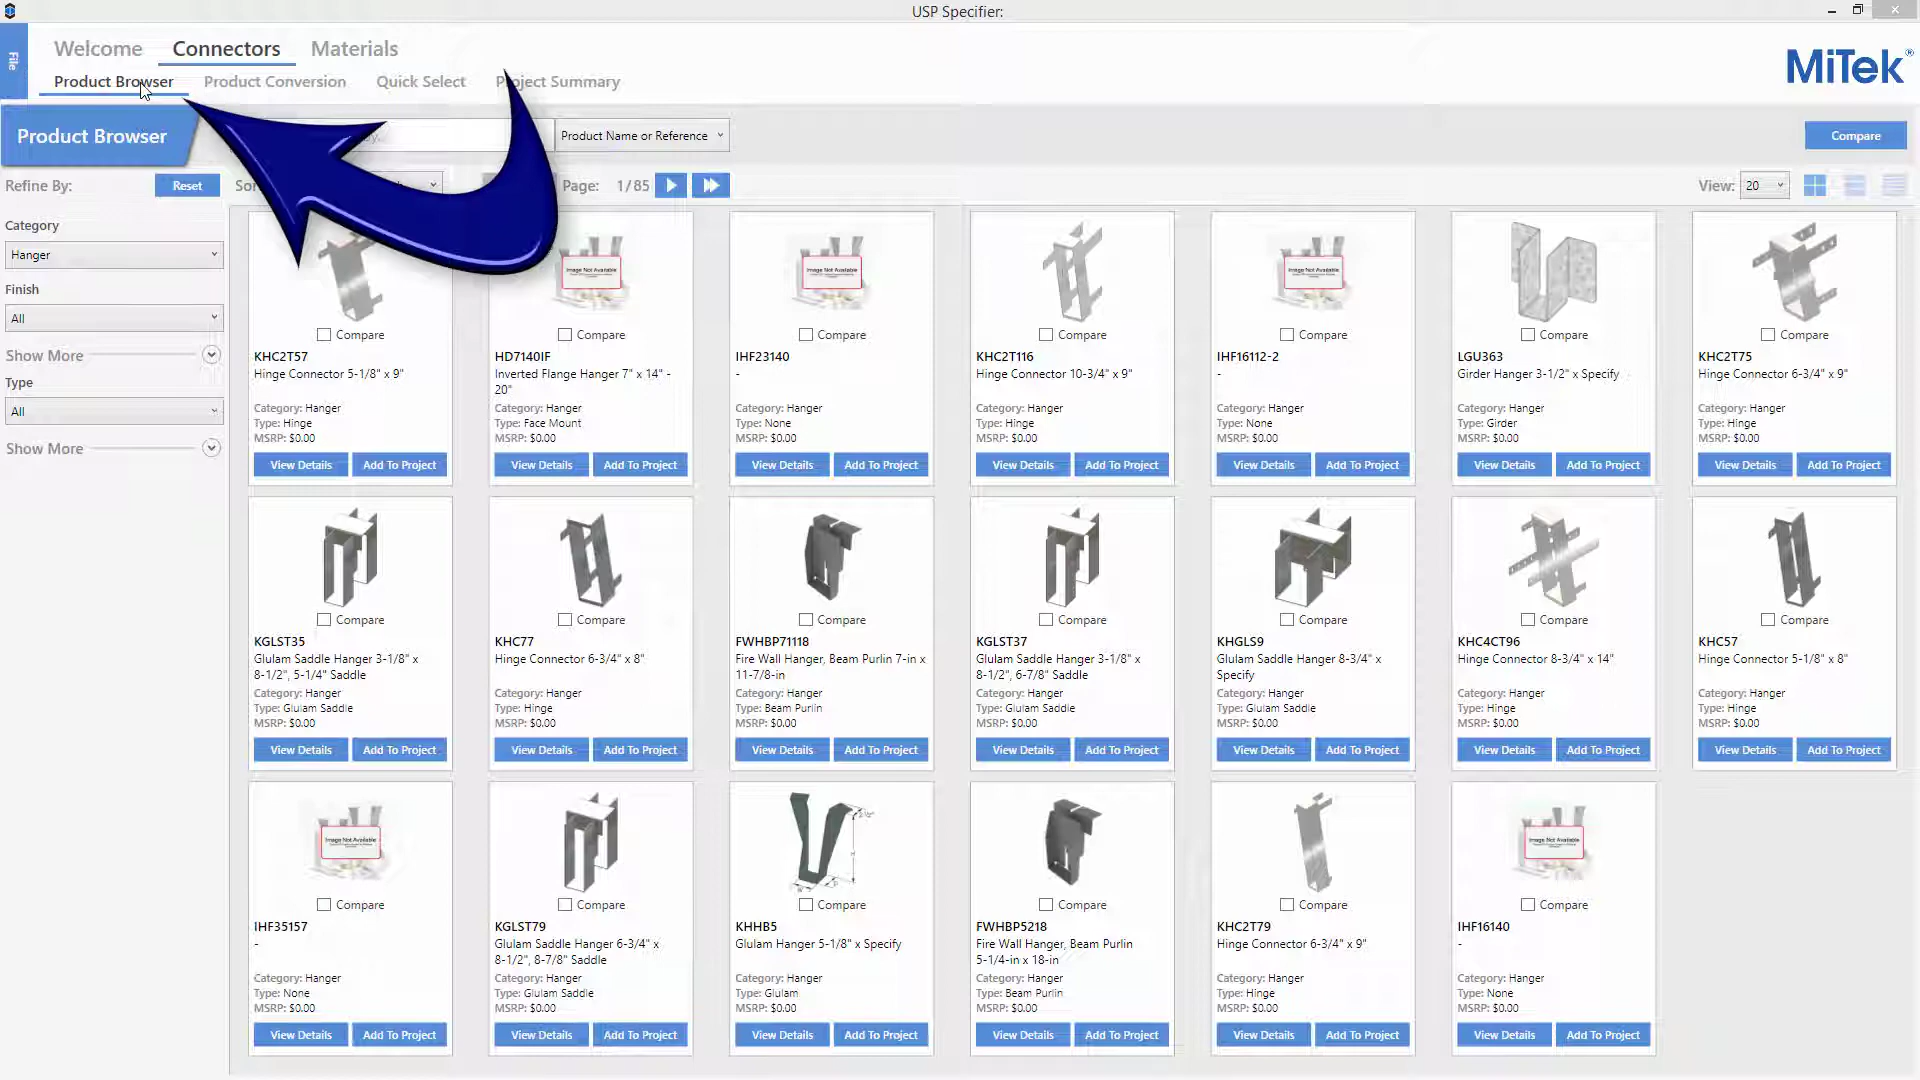 USP Specifier:
File
Welcome Connectors Materials
MiTek®
Product Browser Product Conversion Quick Select Project Summary
Product Browser
Product Name or Reference
Compare
Refine By:
Reset
Page: 1/85
View: 20
Category
Hanger
Finish
All
Show More
Type
All
Show More
Compare
KHC2T57
Hinge Connector 5-1/8" x 9"
Category: Hanger
Type: Hinge
MSRP: $0.00
View Details Add To Project
Image Not Available
Compare
HD7140IF
Inverted Flange Hanger 7" x 14" -
20"
Category: Hanger
Type: Face Mount
MSRP: $0.00
View Details Add To Project
Image Not Available
Compare
IHF23140
-
Category: Hanger
Type: None
MSRP: $0.00
View Details Add To Project
Compare
KHC2T116
Hinge Connector 10-3/4" x 9"
Category: Hanger
Type: Hinge
MSRP: $0.00
View Details Add To Project
Image Not Available
Compare
IHF16112-2
-
Category: Hanger
Type: None
MSRP: $0.00
View Details Add To Project
Compare
LGU363
Girder Hanger 3-1/2" x Specify
Category: Hanger
Type: Girder
MSRP: $0.00
View Details Add To Project
Compare
KHC2T75
Hinge Connector 6-3/4" x 9"
Category: Hanger
Type: Hinge
MSRP: $0.00
View Details Add To Project
Compare
KGLST35
Glulam Saddle Hanger 3-1/8" x
8-1/2", 5-1/4" Saddle
Category: Hanger
Type: Glulam Saddle
MSRP: $0.00
View Details Add To Project
Compare
KHC77
Hinge Connector 6-3/4" x 8"
Category: Hanger
Type: Hinge
MSRP: $0.00
View Details Add To Project
Compare
FWHBP71118
Fire Wall Hanger, Beam Purlin 7-in x
11-7/8-in
Category: Hanger
Type: Beam Purlin
MSRP: $0.00
View Details Add To Project
Compare
KGLST37
Glulam Saddle Hanger 3-1/8" x
8-1/2", 6-7/8" Saddle
Category: Hanger
Type: Glulam Saddle
MSRP: $0.00
View Details Add To Project
Compare
KHGLS9
Glulam Saddle Hanger 8-3/4" x
Specify
Category: Hanger
Type: Glulam Saddle
MSRP: $0.00
View Details Add To Project
Compare
KHC4CT96
Hinge Connector 8-3/4" x 14"
Category: Hanger
Type: Hinge
MSRP: $0.00
View Details Add To Project
Compare
KHC57
Hinge Connector 5-1/8" x 8"
Category: Hanger
Type: Hinge
MSRP: $0.00
View Details Add To Project
Image Not Available
Compare
IHF35157
-
Category: Hanger
Type: None
MSRP: $0.00
View Details Add To Project
Compare
KGLST79
Glulam Saddle Hanger 6-3/4" x
8-1/2", 8-7/8" Saddle
Category: Hanger
Type: Glulam Saddle
MSRP: $0.00
View Details Add To Project
Compare
KHHB5
Glulam Hanger 5-1/8" x Specify
Category: Hanger
Type: Glulam
MSRP: $0.00
View Details Add To Project
Compare
FWHBP5218
Fire Wall Hanger, Beam Purlin
5-1/4-in x 18-in
Category: Hanger
Type: Beam Purlin
MSRP: $0.00
View Details Add To Project
Compare
KHC2T79
Hinge Connector 6-3/4" x 9"
Category: Hanger
Type: Hinge
MSRP: $0.00
View Details Add To Project
Image Not Available
Compare
IHF16140
-
Category: Hanger
Type: None
MSRP: $0.00
View Details Add To Project